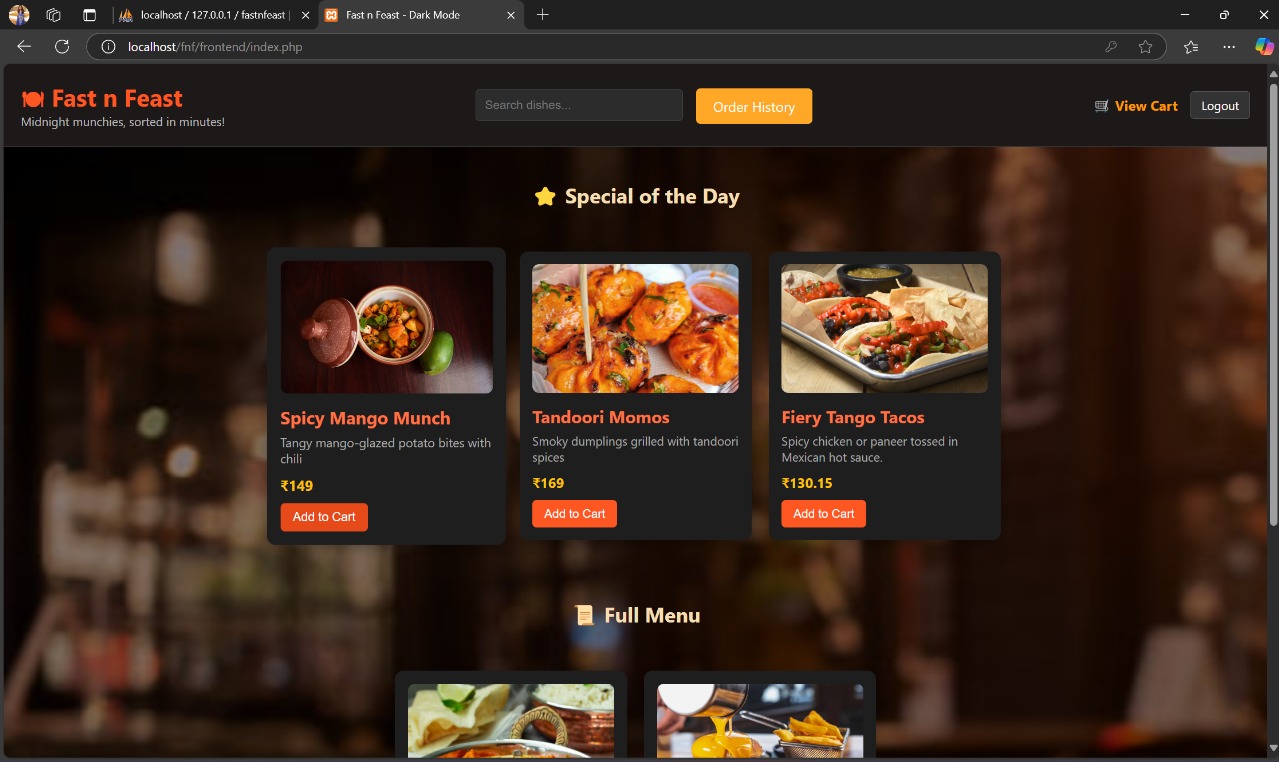 localhost / 127.0.0.1 / fastnfeast |
Fast n Feast - Dark Mode
localhost/fnf/frontend/index.php
🍽️ Fast n Feast
Midnight munchies, sorted in minutes!
Search dishes...
Order History
🛒 View Cart
Logout
⭐ Special of the Day
Spicy Mango Munch
Tangy mango-glazed potato bites with
chili
₹149
Add to Cart
Tandoori Momos
Smoky dumplings grilled with tandoori
spices
₹169
Add to Cart
Fiery Tango Tacos
Spicy chicken or paneer tossed in
Mexican hot sauce.
₹130.15
Add to Cart
📜 Full Menu